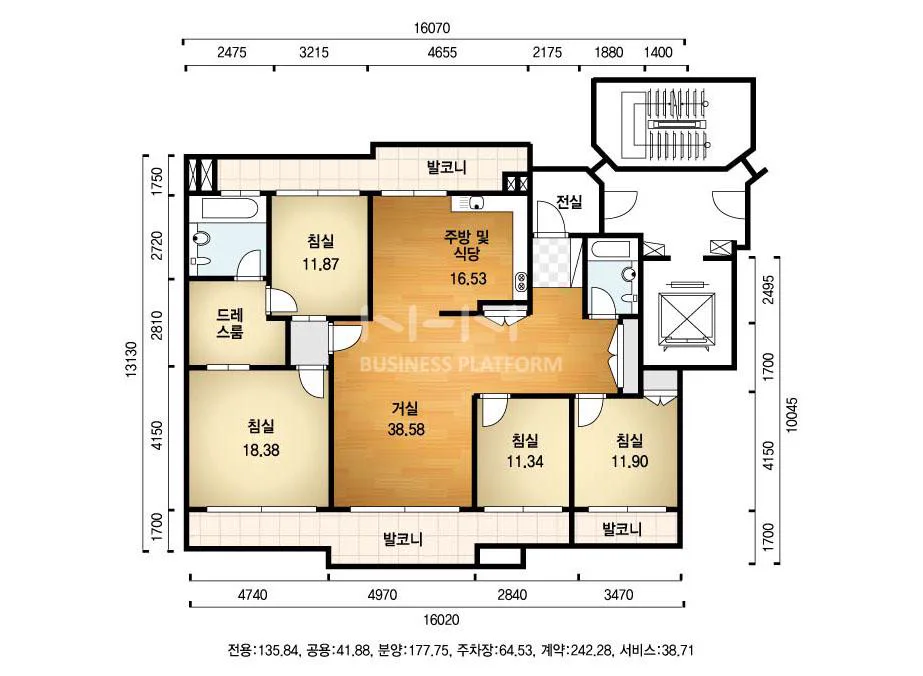 16070
2475 3215 4655 2175 1880 1400
발코니
전실
1750
2720
2810
4150
1700
13130
침실
11.87
주방 및
식당
16.53
드레
스룸
NHN
BUSINESS PLATFORM
거실
38.58
침실
18.38
침실
11.34
침실
11.90
발코니
발코니
2495
1700
4150
1700
10045
4740 4970 2840 3470
16020
전용:135.84, 공용:41.88, 분양:177.75, 주차장:64.53, 계약:242.28, 서비스:38.71